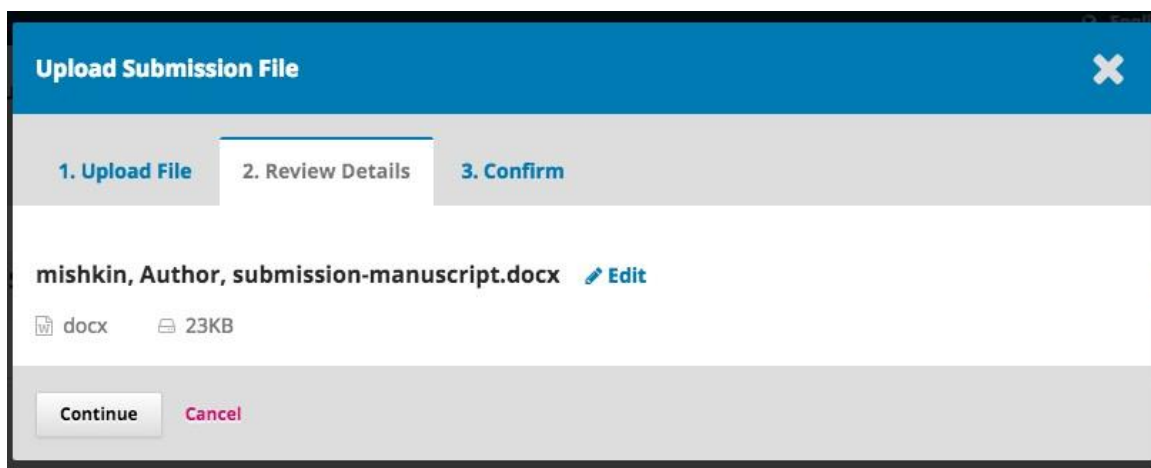 Upload Submission File
1. Upload File 2. Review Details 3. Confirm
mishkin, Author, submission-manuscript.docx Edit
docx 23KB
Continue Cancel